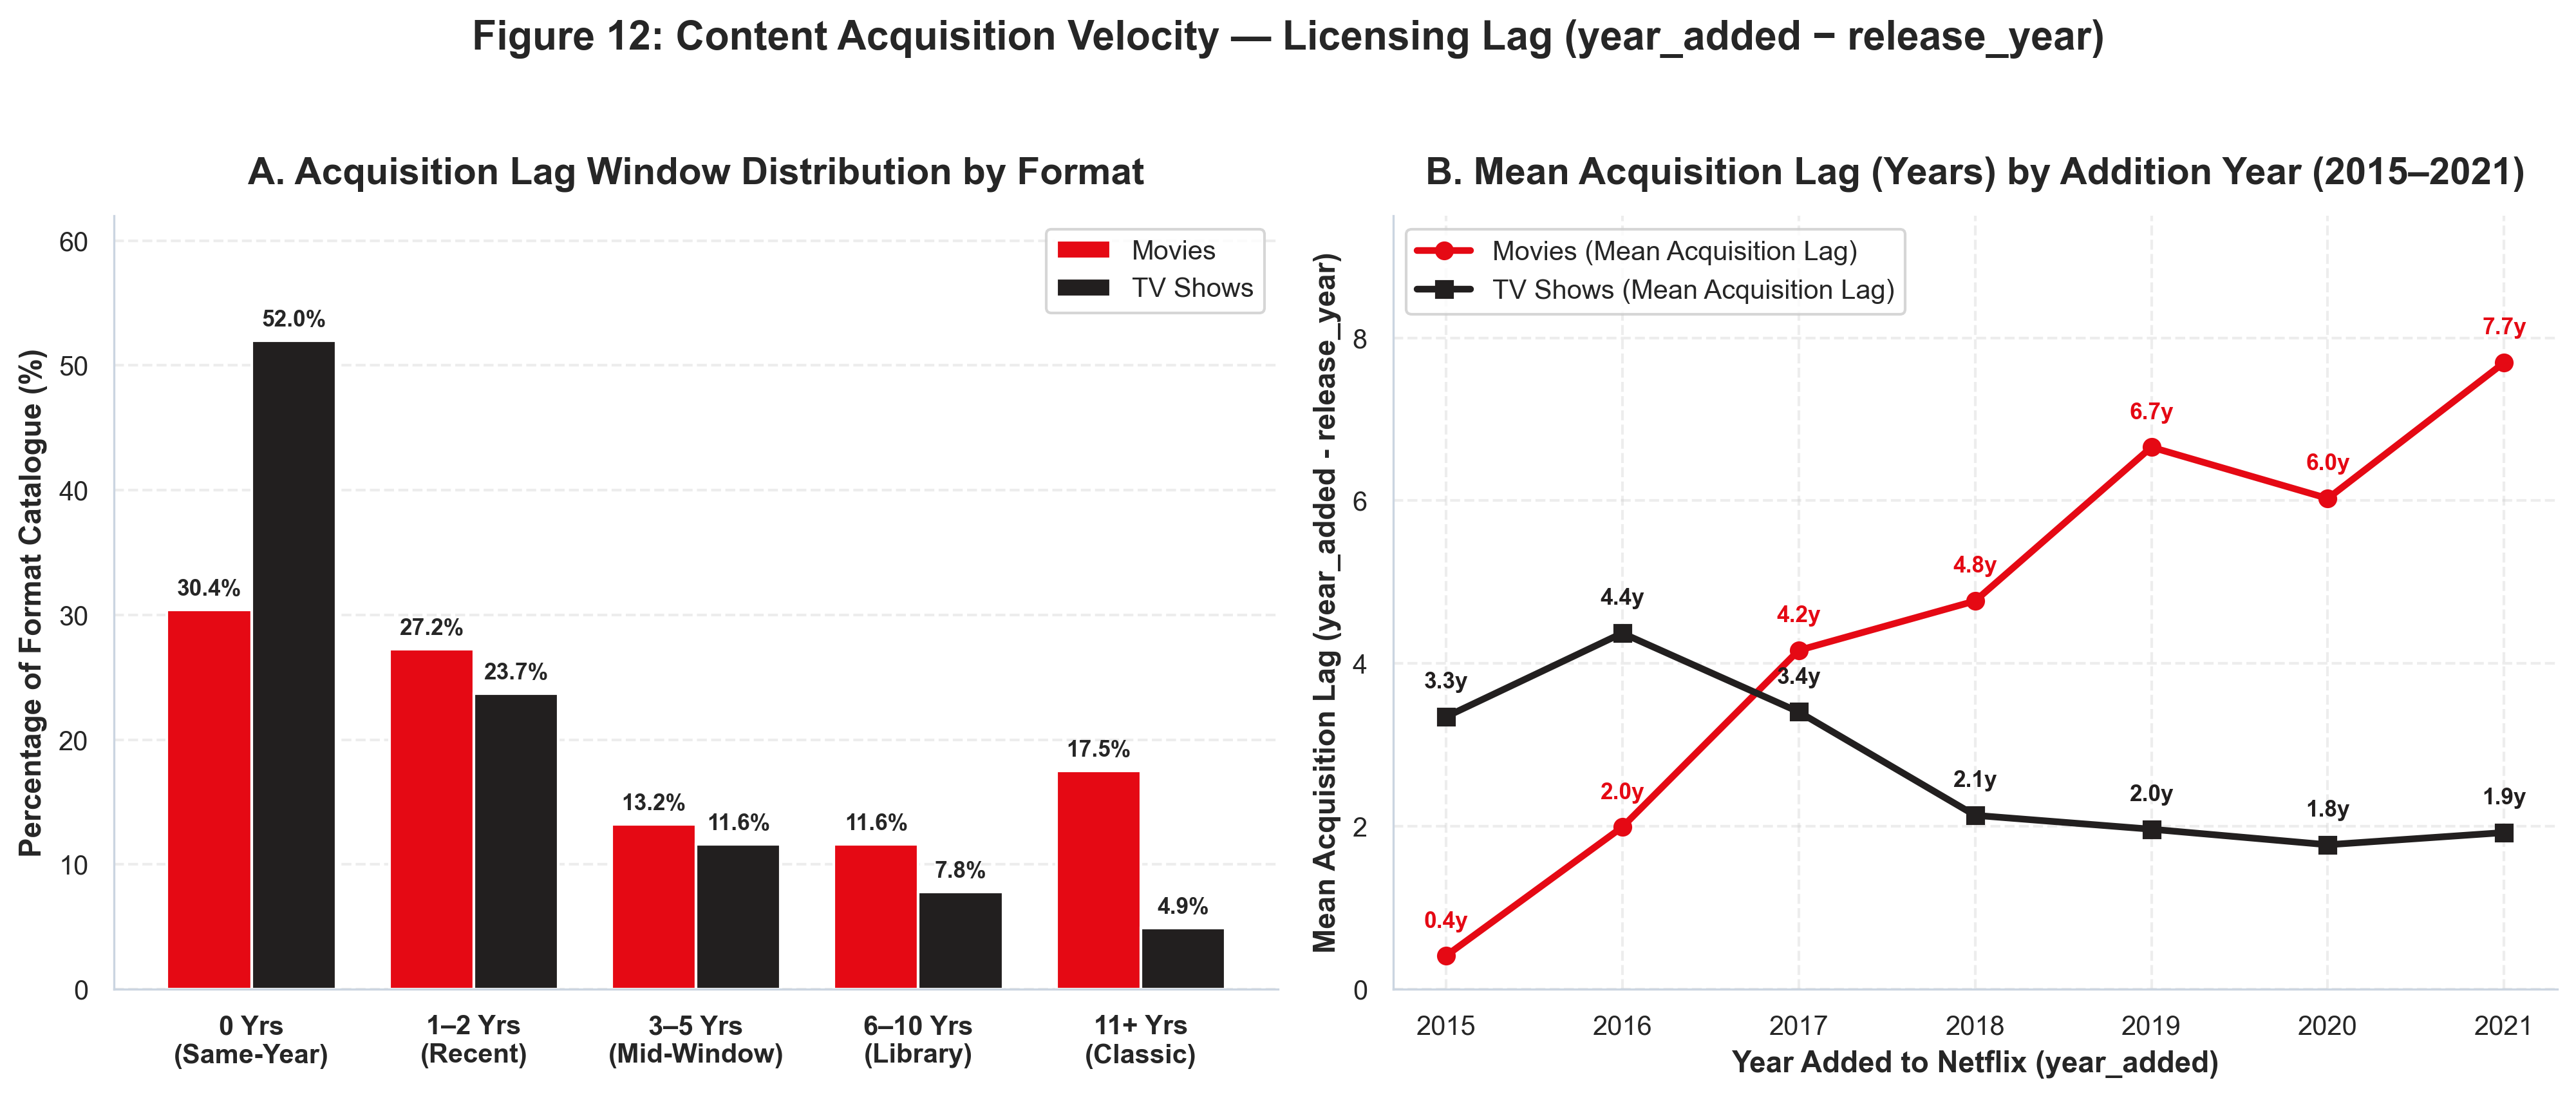 Figure 12: Content Acquisition Velocity — Licensing Lag (year_added − release_year)
A. Acquisition Lag Window Distribution by Format
Percentage of Format Catalogue (%)
60
50
40
30
20
10
0
Movies
TV Shows
30.4%
52.0%
27.2%
23.7%
13.2%
11.6%
11.6%
7.8%
17.5%
4.9%
0 Yrs
(Same-Year)
1–2 Yrs
(Recent)
3–5 Yrs
(Mid-Window)
6–10 Yrs
(Library)
11+ Yrs
(Classic)
B. Mean Acquisition Lag (Years) by Addition Year (2015–2021)
Mean Acquisition Lag (year_added - release_year)
8
6
4
2
0
Movies (Mean Acquisition Lag)
TV Shows (Mean Acquisition Lag)
0.4y
2.0y
4.2y
4.8y
6.7y
6.0y
7.7y
3.3y
4.4y
3.4y
2.1y
2.0y
1.8y
1.9y
2015
2016
2017
2018
2019
2020
2021
Year Added to Netflix (year_added)